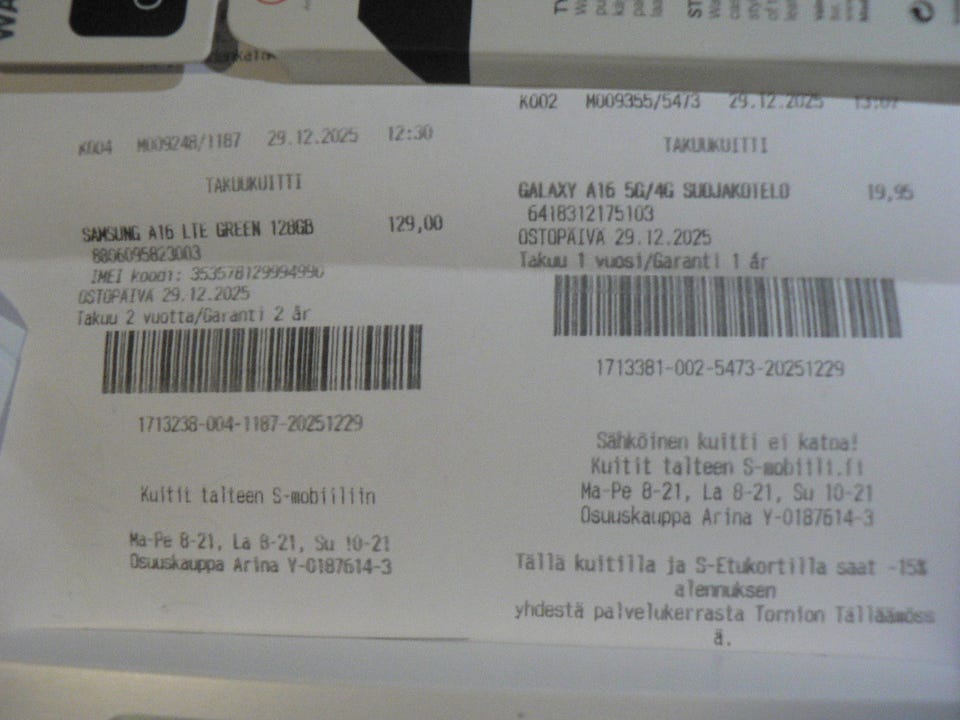 K004 M009248/1187 29.12.2025 12:30
TAKUUKUITTI
SAMSUNG A16 LTE GREEN 128GB 129,00
8806095823003
IMEI koodi: 353578129994990
OSTOPÄIVÄ 29.12.2025
Takuu 2 vuotta/Garanti 2 år
1713238-004-1187-20251229
Kuitit talteen S-mobiiliin
Ma-Pe 8-21, La 8-21, Su 10-21
Osuuskauppa Arina Y-0187614-3
K002 M009355/5473 29.12.2025
TAKUUKUITTI
GALAXY A16 5G/4G SUOJAKOTELO 19,95
6418312175103
OSTOPÄIVÄ 29.12.2025
Takuu 1 vuosi/Garanti 1 år
1713381-002-5473-20251229
Sähköinen kuitti ei katoa!
Kuitit talteen S-mobiili.fi
Ma-Pe 8-21, La 8-21, Su 10-21
Osuuskauppa Arina Y-0187614-3
Tällä kuitilla ja S-Etukortilla saat -15%
alennuksen
yhdestä palvelukerrasta Tornion Tälläämöss
ä.